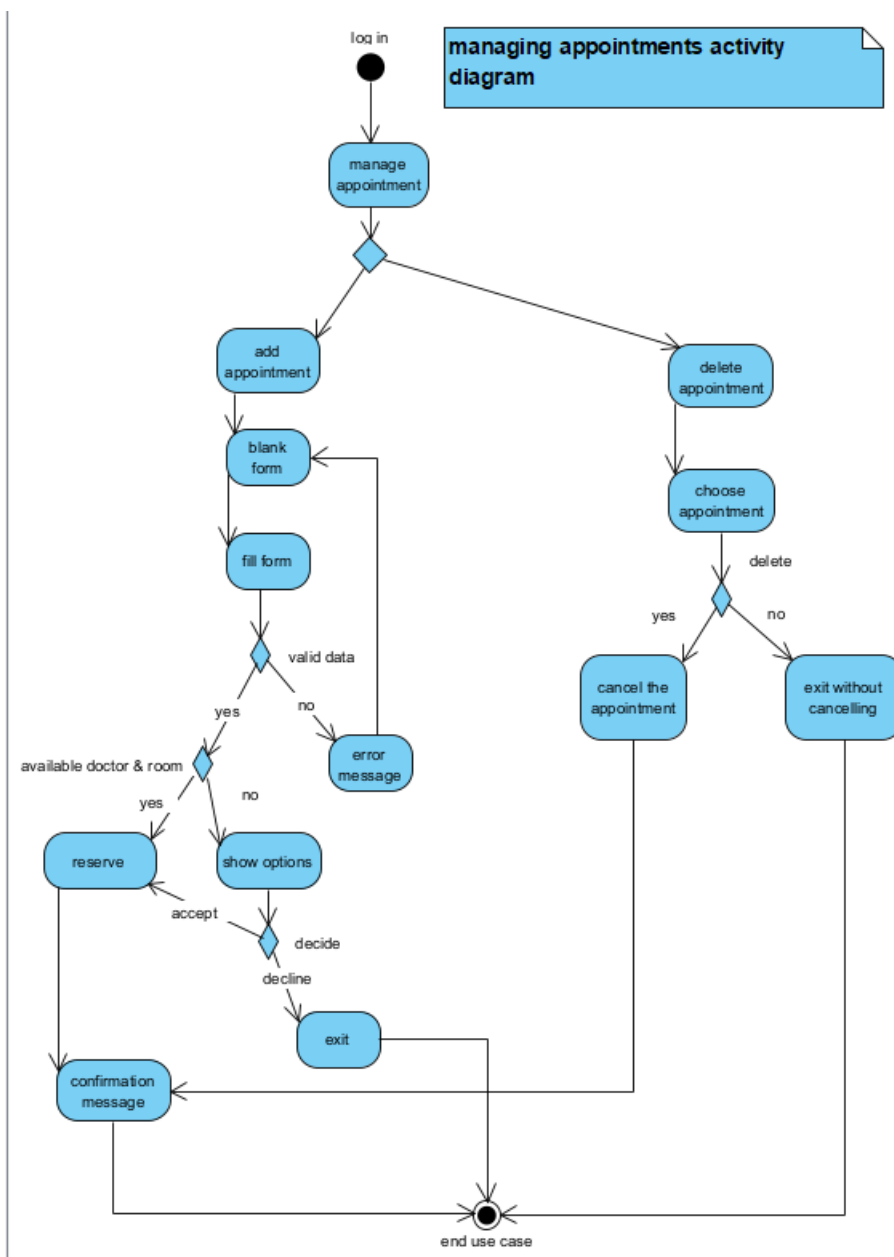 log in
managing appointments activity
diagram
manage
appointment
add
appointment
delete
appointment
blank
form
choose
appointment
fill form
delete
yes
no
valid data
cancel the
appointment
exit without
cancelling
yes
no
error
message
available doctor & room
yes
no
reserve
show options
accept
decide
decline
exit
confirmation
message
end use case